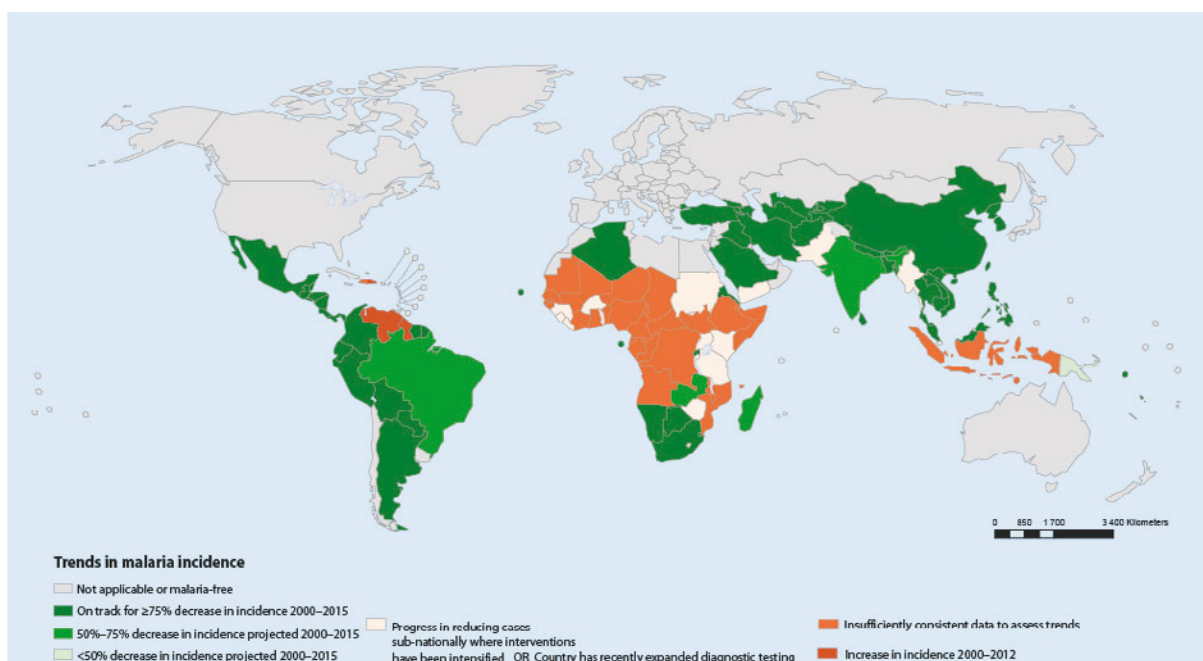 0 850 1 700 3 400 Kilometers
Trends in malaria incidence
Not applicable or malaria-free
On track for ≥75% decrease in incidence 2000–2015
50%–75% decrease in incidence projected 2000–2015
<50% decrease in incidence projected 2000–2015
Progress in reducing cases
sub-nationally where interventions
have been intensified, OR Country has recently expanded diagnostic testing
Insufficiently consistent data to assess trends
Increase in incidence 2000–2012